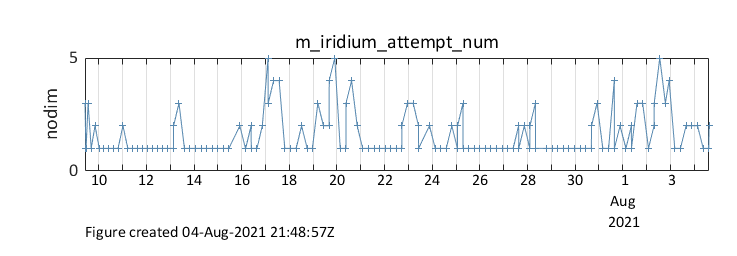 m_iridium_attempt_num
5
nodim
0
10 12 14 16 18 20 22 24 26 28 30 1 3
Aug
2021
Figure created 04-Aug-2021 21:48:57Z